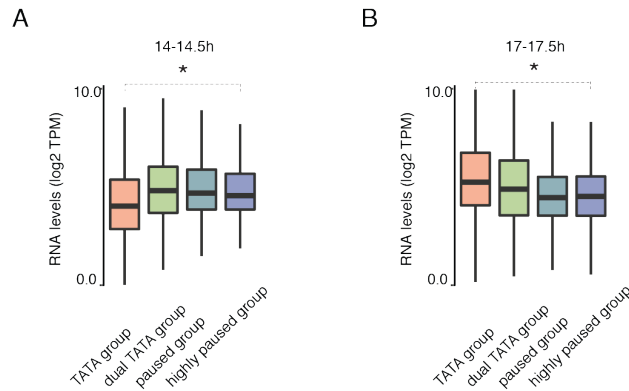 A
14-14.5h
*
10.0
RNA levels (log2 TPM)
0.0
TATA group
dual TATA group
paused group
highly paused group
B
17-17.5h
*
10.0
RNA levels (log2 TPM)
0.0
TATA group
dual TATA group
paused group
highly paused group